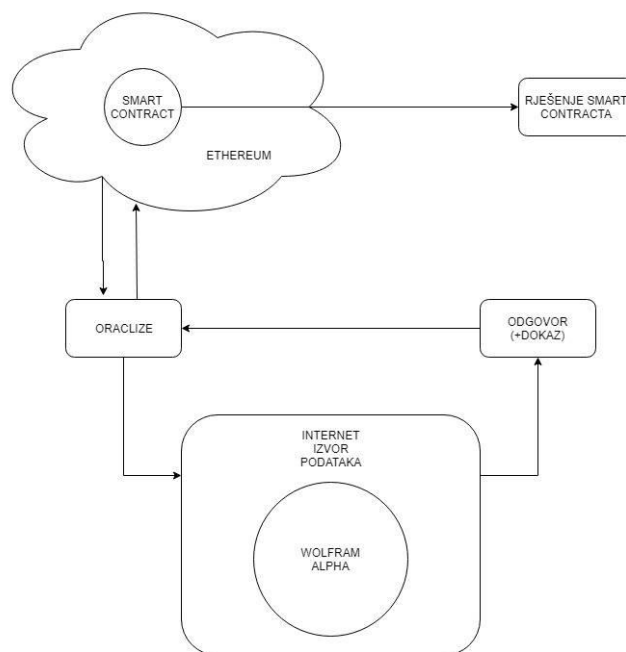 SMART
CONTRACT
RJEŠENJE SMART
CONTRACTA
ETHEREUM
ORACLIZE
ODGOVOR
(+DOKAZ)
INTERNET
IZVOR
PODATAKA
WOLFRAM
ALPHA